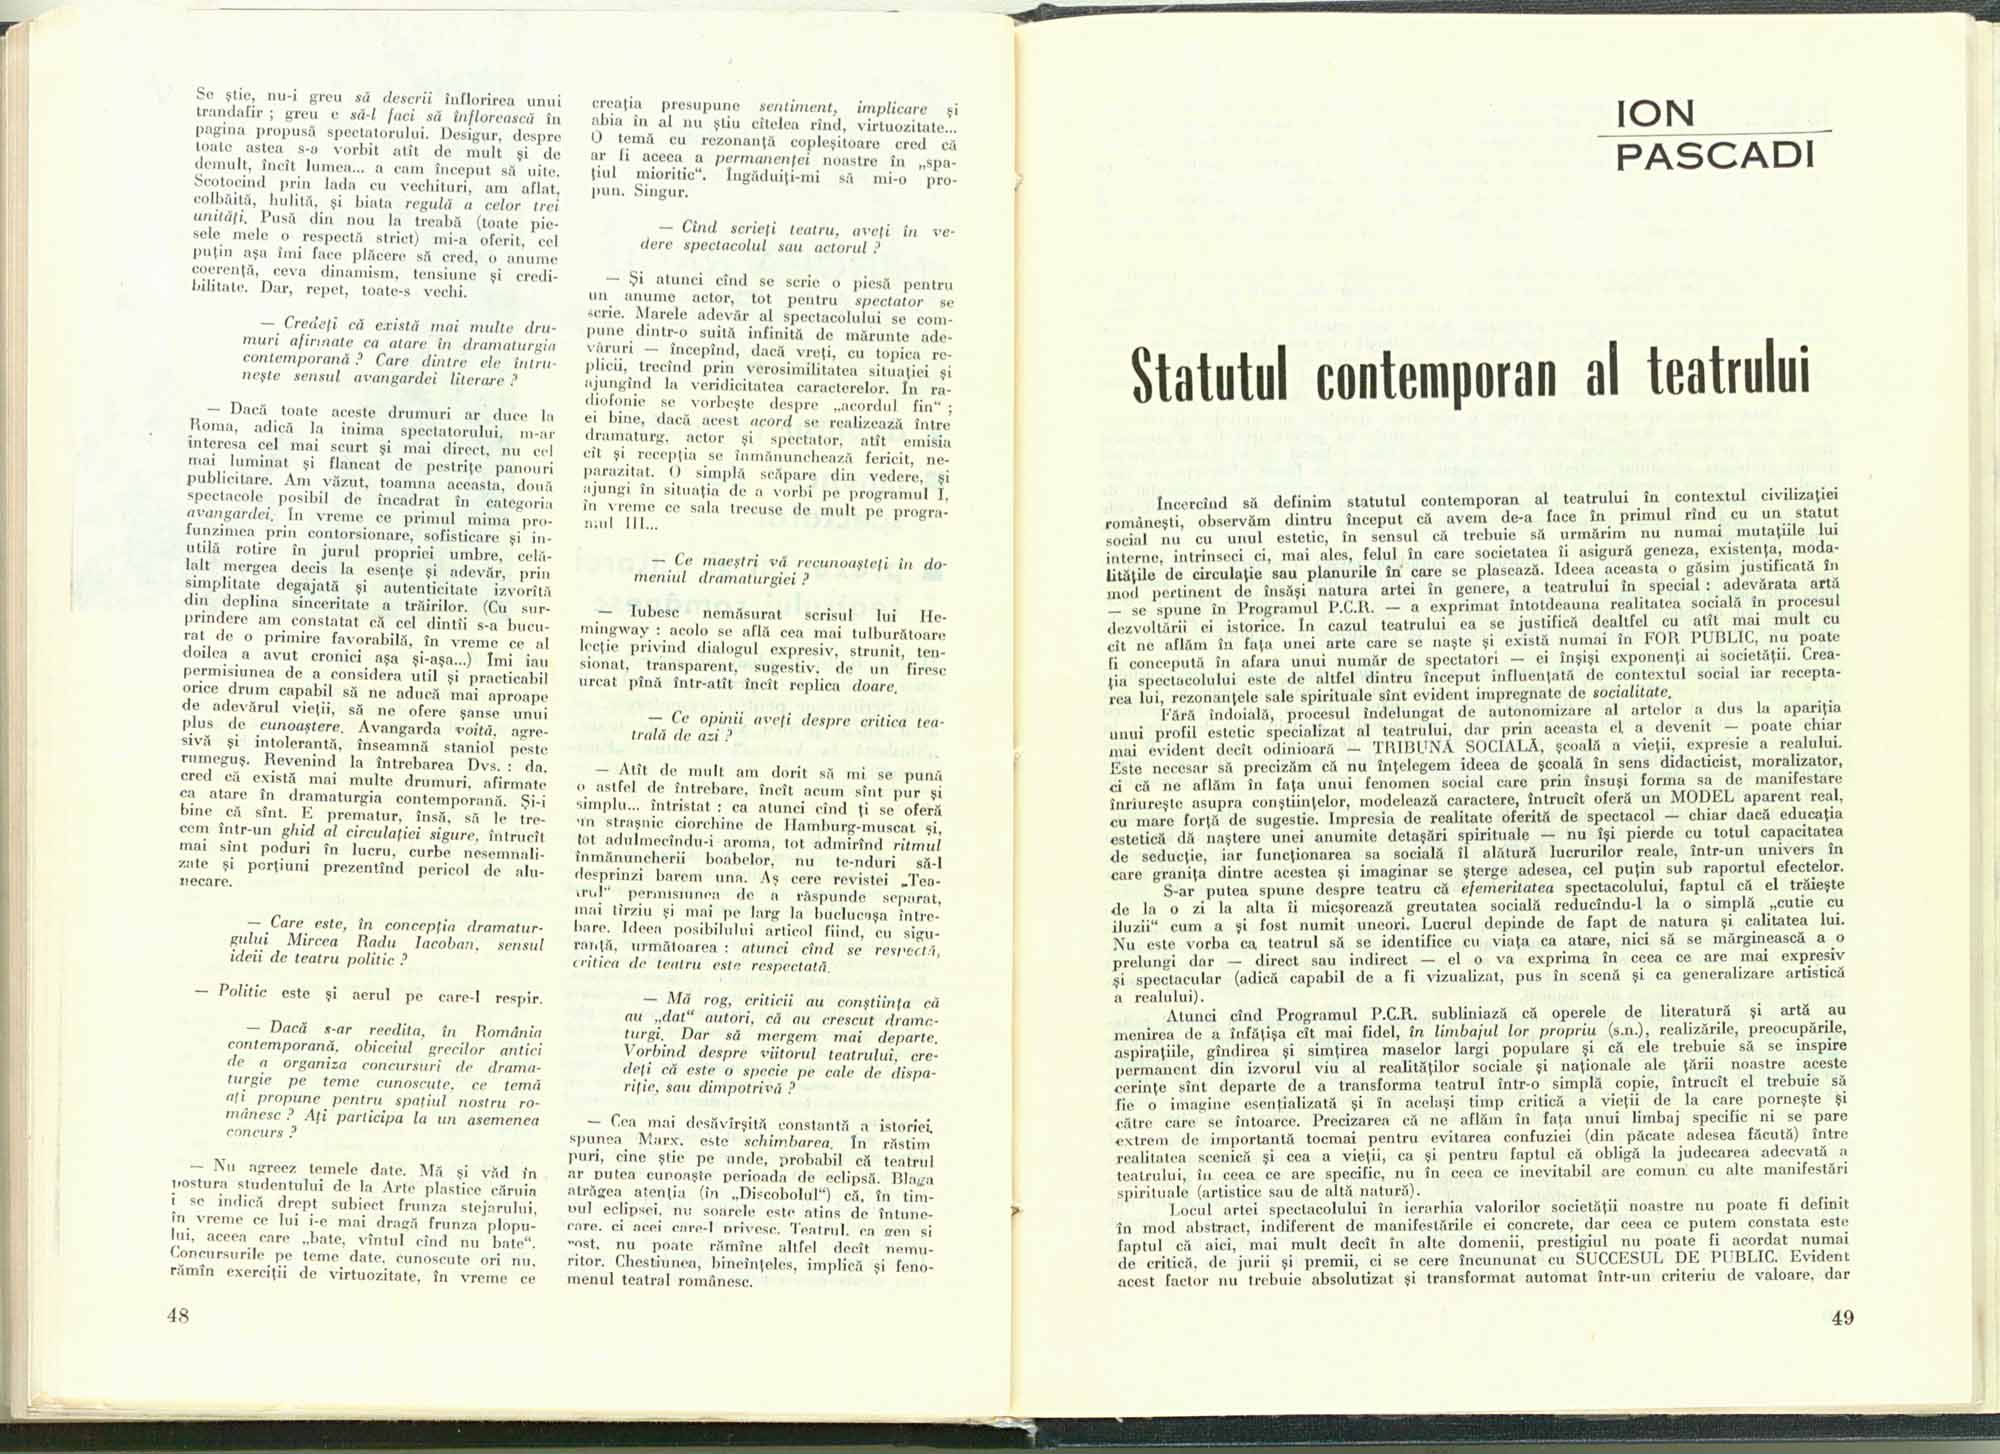 Se știe, nu-i greu să descrii înflorirea unui
trandafir ; greu e să-l faci să înflorească în
pagina propusă spectatorului. Desigur, despre
toate astea s-a vorbit atît de mult și de
demult, încît lumea... a cam început să uite.
Scotocind prin lada cu vechituri, am aflat,
colbăită, hulită, și biata regulă a celor trei
unități. Pusă din nou la treabă (toate pie-
sele mele o respectă strict) mi-a oferit, cel
puțin așa îmi face plăcere să cred, o anume
coerență, ceva dinamism, tensiune și credi-
bilitate. Dar, repet, toate-s vechi.
— Credeți că există mai multe dru-
muri afirmate ca atare în dramaturgia
contemporană ? Care dintre ele întru-
nește sensul avangardei literare ?
— Dacă toate aceste drumuri ar duce la
Roma, adică la inima spectatorului, m-ar
interesa cel mai scurt și mai direct, nu cel
mai luminat și flancat de pestrițe panouri
publicitare. Am văzut, toamna aceasta, două
spectacole posibil de încadrat în categoria
avangardei. În vreme ce primul mima pro-
funzimea prin contorsionare, sofisticare și in-
utilă rotire în jurul propriei umbre, celă-
lalt mergea decis la esențe și adevăr, prin
simplitate degajată și autenticitate izvorîtă
din deplina sinceritate a trăirilor. (Cu sur-
prindere am constatat că cel dintîi s-a bucu-
rat de o primire favorabilă, în vreme ce al
doilea a avut cronici așa și-așa...) Îmi iau
permisiunea de a considera util și practicabil
orice drum capabil să ne aducă mai aproape
de adevărul vieții, să ne ofere șanse unui
plus de cunoaștere. Avangarda voită, agre-
sivă și intolerantă, înseamnă staniol peste
rumeguș. Revenind la întrebarea Dvs. : da,
cred că există mai multe drumuri, afirmate
ca atare în dramaturgia contemporană. Și-i
bine că sînt. E prematur, însă, să le tre-
cem într-un ghid al circulației sigure, întrucît
mai sînt poduri în lucru, curbe nesemnali-
zate și porțiuni prezentînd pericol de alu-
necare.
— Care este, în concepția dramatur-
gului Mircea Radu Iacoban, sensul
ideii de teatru politic ?
— Politic este și aerul pe care-l respir.
— Dacă s-ar reedita, în România
contemporană, obiceiul grecilor antici
de a organiza concursuri de drama-
turgie pe teme cunoscute, ce temă
ați propune pentru spațiul nostru ro-
mânesc ? Ați participa la un asemenea
concurs ?
— Nu agreez temele date. Mă și văd în
postura studentului de la Arte plastice căruia
i se indică drept subiect frunza stejarului,
în vreme ce lui i-e mai dragă frunza plopu-
lui, aceea care „bate, vîntul cînd nu bate“.
Concursurile pe teme date, cunoscute ori nu,
rămîn exerciții de virtuozitate, în vreme ce
48
creația presupune sentiment, implicare și
abia în al nu știu cîtelea rînd, virtuozitate...
O temă cu rezonanță copleșitoare cred că
ar fi aceea a permanenței noastre în „spa-
țiul mioritic“. Îngăduiți-mi să mi-o pro-
pun. Singur.
— Cînd scrieți teatru, aveți în ve-
dere spectacolul sau actorul ?
— Și atunci cînd se scrie o piesă pentru
un anume actor, tot pentru spectator se
scrie. Marele adevăr al spectacolului se com-
pune dintr-o suită infinită de mărunte ade-
văruri — începînd, dacă vreți, cu topica re-
plicii, trecînd prin verosimilitatea situației și
ajungînd la veridicitatea caracterelor. În ra-
diofonie se vorbește despre „acordul fin“ ;
ei bine, dacă acest acord se realizează între
dramaturg, actor și spectator, atît emisia
cît și recepția se înmănunchează fericit, ne-
parazitat. O simplă scăpare din vedere, și
ajungi în situația de a vorbi pe programul I,
în vreme ce sala trecuse de mult pe progra-
mul III...
— Ce maeștri vă recunoașteți în do-
meniul dramaturgiei ?
— Iubesc nemăsurat scrisul lui He-
mingway : acolo se află cea mai tulburătoare
lecție privind dialogul expresiv, strunit, ten-
sionat, transparent, sugestiv, de un firesc
urcat pînă într-atît încît replica doare.
— Ce opinii aveți despre critica tea-
trală de azi ?
— Atît de mult am dorit să mi se pună
o astfel de întrebare, încît acum sînt pur și
simplu... întristat : ca atunci cînd ți se oferă
un strașnic ciorchine de Hamburg-muscat și,
tot adulmecîndu-i aroma, tot admirînd ritmul
înmănuncherii boabelor, nu te-nduri să-l
desprinzi barem una. Aș cere revistei „Tea-
trul“ permisiunea de a răspunde separat,
mai tîrziu și mai pe larg la buclucașa între-
bare. Ideea posibilului articol fiind, cu sigu-
ranță, următoarea : atunci cînd se respectă,
critica de teatru este respectată.
— Mă rog, criticii au conștiința că
au „dat“ autori, că au crescut drama-
turgi. Dar să mergem mai departe.
Vorbind despre viitorul teatrului, cre-
deți că este o specie pe cale de dispa-
riție, sau dimpotrivă ?
— Cea mai desăvîrșită constantă a istoriei,
spunea Marx, este schimbarea. În răstim
puri, cine știe pe unde, probabil că teatrul
ar putea cunoaște perioada de eclipsă. Blaga
atrăgea atenția (în „Discobolul“) că, în tim-
pul eclipsei, nu soarele este atins de întune-
care, ci acei care-l privesc. Teatrul, ca gen și
rost, nu poate rămîne altfel decît nemu-
ritor. Chestiunea, bineînțeles, implică și feno-
menul teatral românesc.
ION
PASCADI
Statutul contemporan al teatrului
Încercînd să definim statutul contemporan al teatrului în contextul civilizației
românești, observăm dintru început că avem de-a face în primul rînd cu un statut
social nu cu unul estetic, în sensul că trebuie să urmărim nu numai mutațiile lui
interne, intrinseci ci, mai ales, felul în care societatea îi asigură geneza, existența, moda-
litățile de circulație sau planurile în care se plasează. Ideea aceasta o găsim justificată în
mod pertinent de însăși natura artei în genere, a teatrului în special : adevărata artă
— se spune în Programul P.C.R. — a exprimat întotdeauna realitatea socială în procesul
dezvoltării ei istorice. În cazul teatrului ea se justifică dealtfel cu atît mai mult cu
cît ne aflăm în fața unei arte care se naște și există numai în FOR PUBLIC, nu poate
fi concepută în afara unui număr de spectatori — ei înșiși exponenți ai societății. Crea-
ția spectacolului este de altfel dintru început influențată de contextul social iar recepta-
rea lui, rezonanțele sale spirituale sînt evident impregnate de socialitate.
Fără îndoială, procesul îndelungat de autonomizare al artelor a dus la apariția
unui profil estetic specializat al teatrului, dar prin aceasta el a devenit — poate chiar
mai evident decît odinioară — TRIBUNĂ SOCIALĂ, școală a vieții, expresie a realului.
Este necesar să precizăm că nu înțelegem ideea de școală în sens didacticist, moralizator,
ci că ne aflăm în fața unui fenomen social care prin însuși forma sa de manifestare
înrîurește asupra conștiințelor, modelează caractere, întrucît oferă un MODEL aparent real,
cu mare forță de sugestie. Impresia de realitate oferită de spectacol — chiar dacă educația
estetică dă naștere unei anumite detașări spirituale — nu își pierde cu totul capacitatea
de seducție, iar funcționarea sa socială îl alătură lucrurilor reale, într-un univers în
care granița dintre acestea și imaginar se șterge adesea, cel puțin sub raportul efectelor.
S-ar putea spune despre teatru că efemeritatea spectacolului, faptul că el trăiește
de la o zi la alta îi micșorează greutatea socială reducîndu-l la o simplă „cutie cu
iluzii“ cum a și fost numit uneori. Lucrul depinde de fapt de natura și calitatea lui.
Nu este vorba ca teatrul să se identifice cu viața ca atare, nici să se mărginească a o
prelungi dar — direct sau indirect — el o va exprima în ceea ce are mai expresiv
și spectacular (adică capabil de a fi vizualizat, pus în scenă și ca generalizare artistică
a realului).
Atunci cînd Programul P.C.R. subliniază că operele de literatură și artă au
menirea de a înfățișa cît mai fidel, în limbajul lor propriu (s.n.), realizările, preocupările,
aspirațiile, gîndirea și simțirea maselor largi populare și că ele trebuie să se inspire
permanent din izvorul viu al realităților sociale și naționale ale țării noastre aceste
cerințe sînt departe de a transforma teatrul într-o simplă copie, întrucît el trebuie să
fie o imagine esențializată și în același timp critică a vieții de la care pornește și
către care se întoarce. Precizarea că ne aflăm în fața unui limbaj specific ni se pare
extrem de importantă tocmai pentru evitarea confuziei (din păcate adesea făcută) între
realitatea scenică și cea a vieții, ca și pentru faptul că obligă la judecarea adecvată a
teatrului, în ceea ce are specific, nu în ceea ce inevitabil are comun cu alte manifestări
spirituale (artistice sau de altă natură).
Locul artei spectacolului în ierarhia valorilor societății noastre nu poate fi definit
în mod abstract, indiferent de manifestările ei concrete, dar ceea ce putem constata este
faptul că aici, mai mult decît în alte domenii, prestigiul nu poate fi acordat numai
de critică, de jurii și premii, ci se cere încununat cu SUCCESUL DE PUBLIC. Evident
acest factor nu trebuie absolutizat și transformat automat într-un criteriu de valoare, dar
49